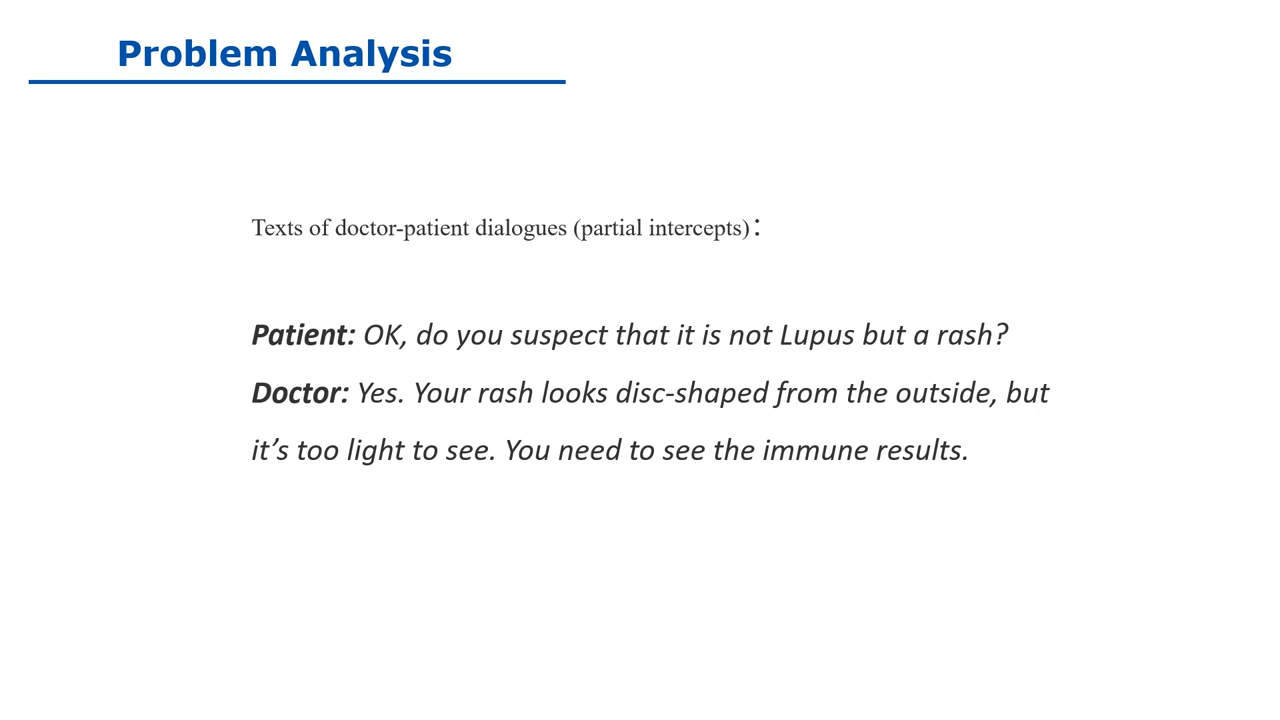 Problem Analysis
Texts of doctor-patient dialogues (partial intercepts)：
Patient: OK, do you suspect that it is not Lupus but a rash?
Doctor: Yes. Your rash looks disc-shaped from the outside, but
it’s too light to see. You need to see the immune results.